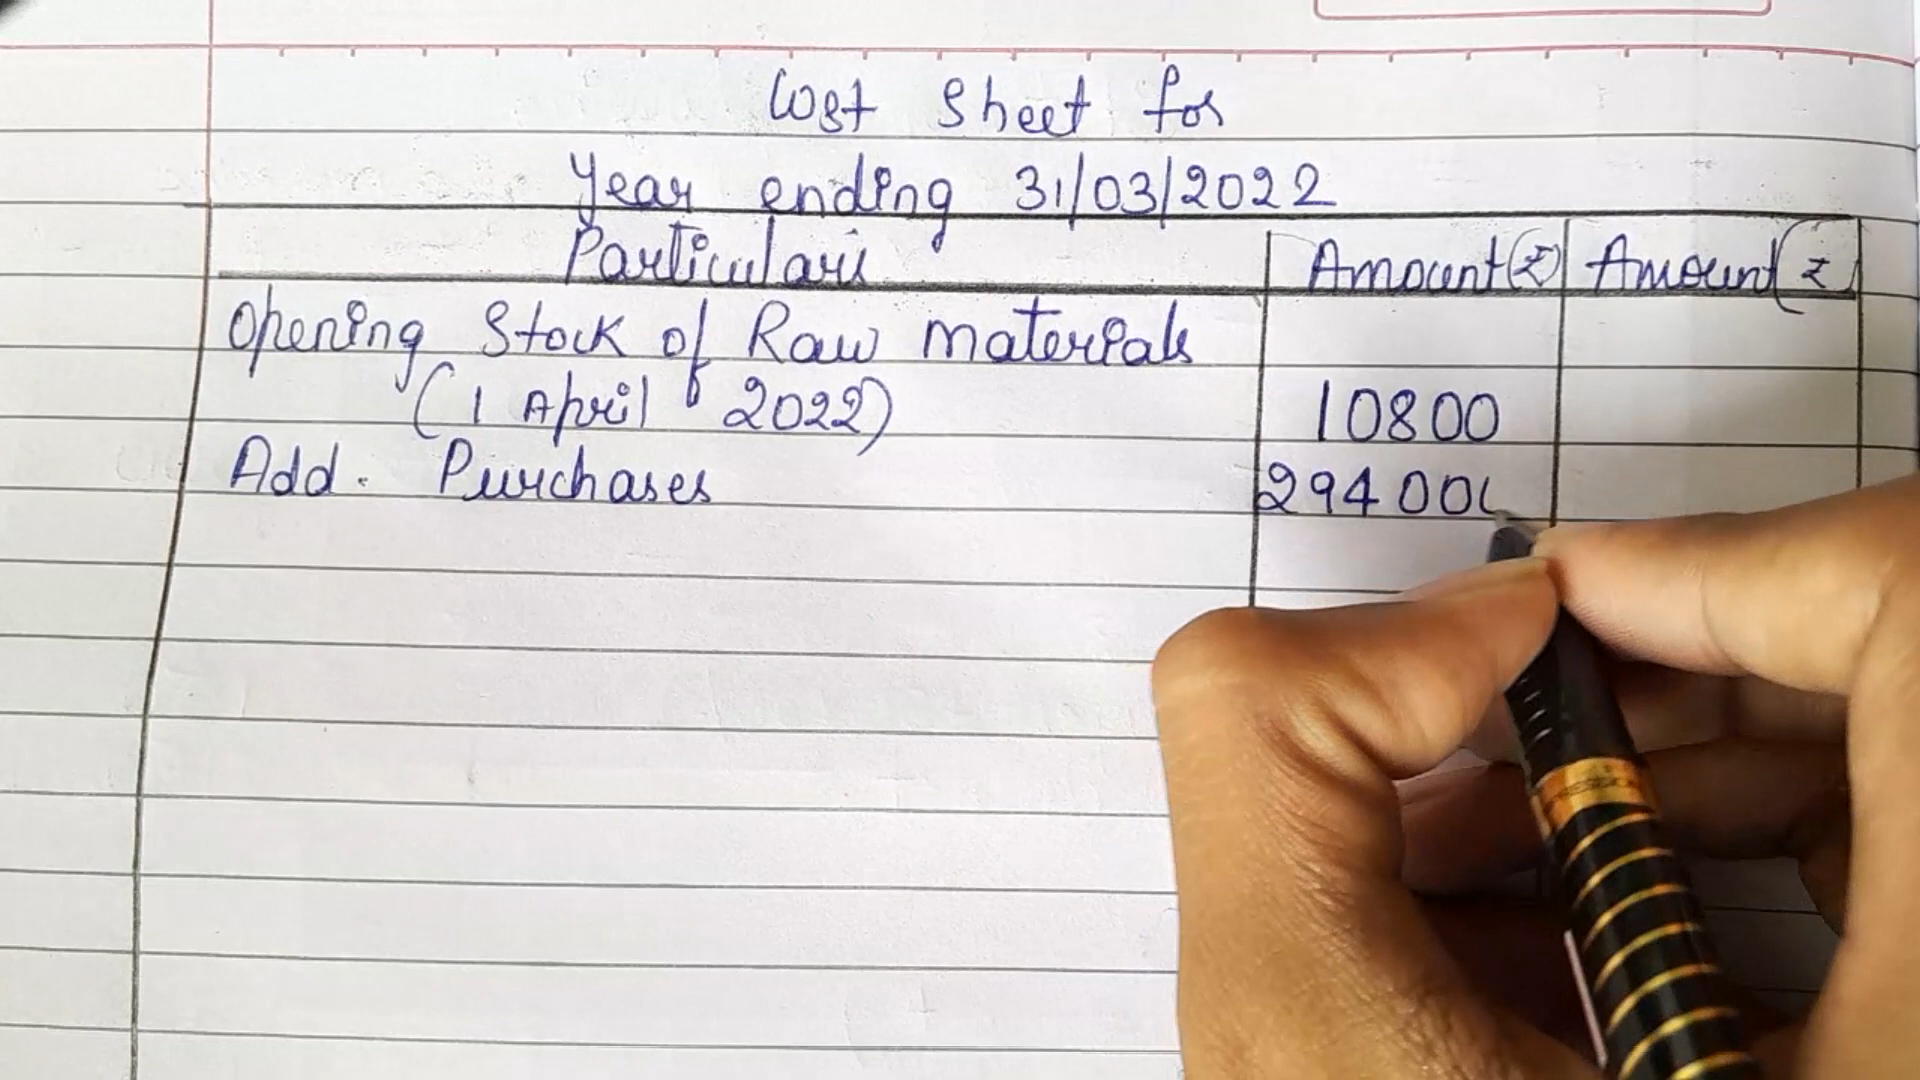 Cost Sheet for
Year ending 31/03/2022
Particulars Amount(₹) Amount(₹
Opening Stock of Raw materials
(1 April 2022) 10800
Add. Purchases 294000